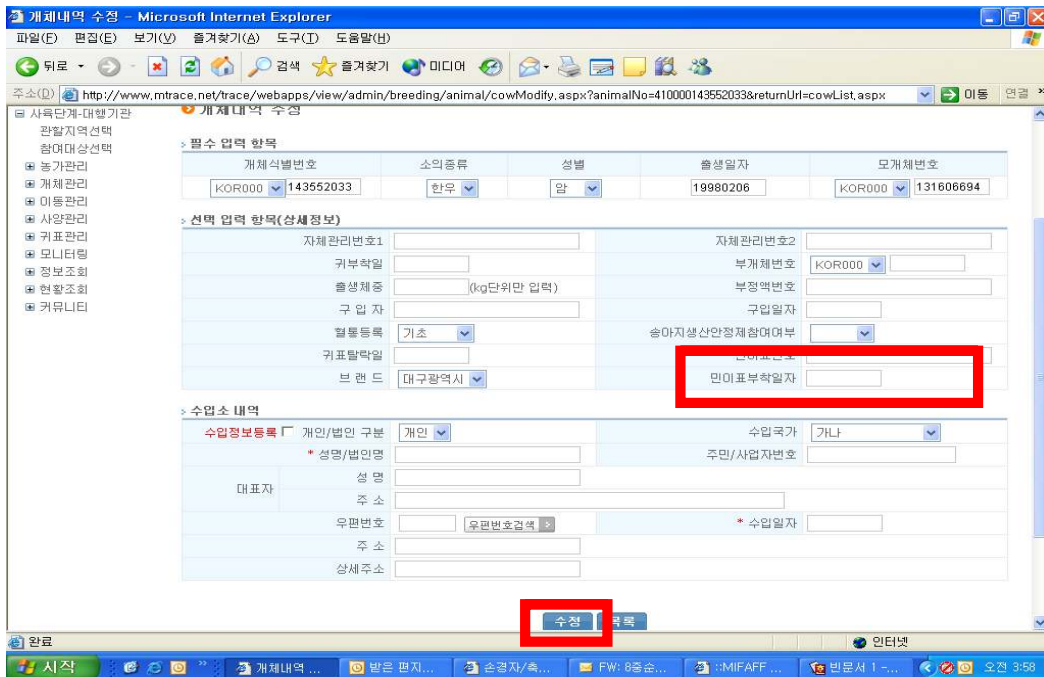 개체내역 수정 - Microsoft Internet Explorer
파일(F) 편집(E) 보기(V) 즐겨찾기(A) 도구(T) 도움말(H)
뒤로 검색 즐겨찾기 미디어
주소(D) http://www.mtrace.net/trace/webapps/view/admin/breeding/animal/cowModify.aspx?animalNo=410000143552033&returnUrl=cowList.aspx 이동 연결 »
사육단계-대행기관
관할지역선택
참여대상선택
농가관리
개체관리
이동관리
사양관리
귀표관리
모니터링
정보조회
현황조회
커뮤니티
개체내역 수정
> 필수 입력 항목
개체식별번호 소의종류 성별 출생일자 모개체번호
KOR000 143552033 한우 암 19980206 KOR000 131606694
> 선택 입력 항목(상세정보)
자체관리번호1 자체관리번호2
귀부착일 부개체번호 KOR000
출생체중 (kg단위만 입력) 부정액번호
구 입 자 구입일자
혈통등록 기초 송아지생산안정제참여여부
귀표탈락일
브 랜 드 대구광역시 민이표부착일자
> 수입소 내역
수입정보등록 개인/법인 구분 개인 수입국가 가나
* 성명/법인명 주민/사업자번호
대표자 성 명
주 소
우편번호 우편번호검색 * 수입일자
주 소
상세주소
수정 목록
완료 인터넷
시작 개체내역 ... 받은 편지... 손경자/축... FW: 8중순... ::MIFAFF ... 빈문서 1 -... 오전 3:58